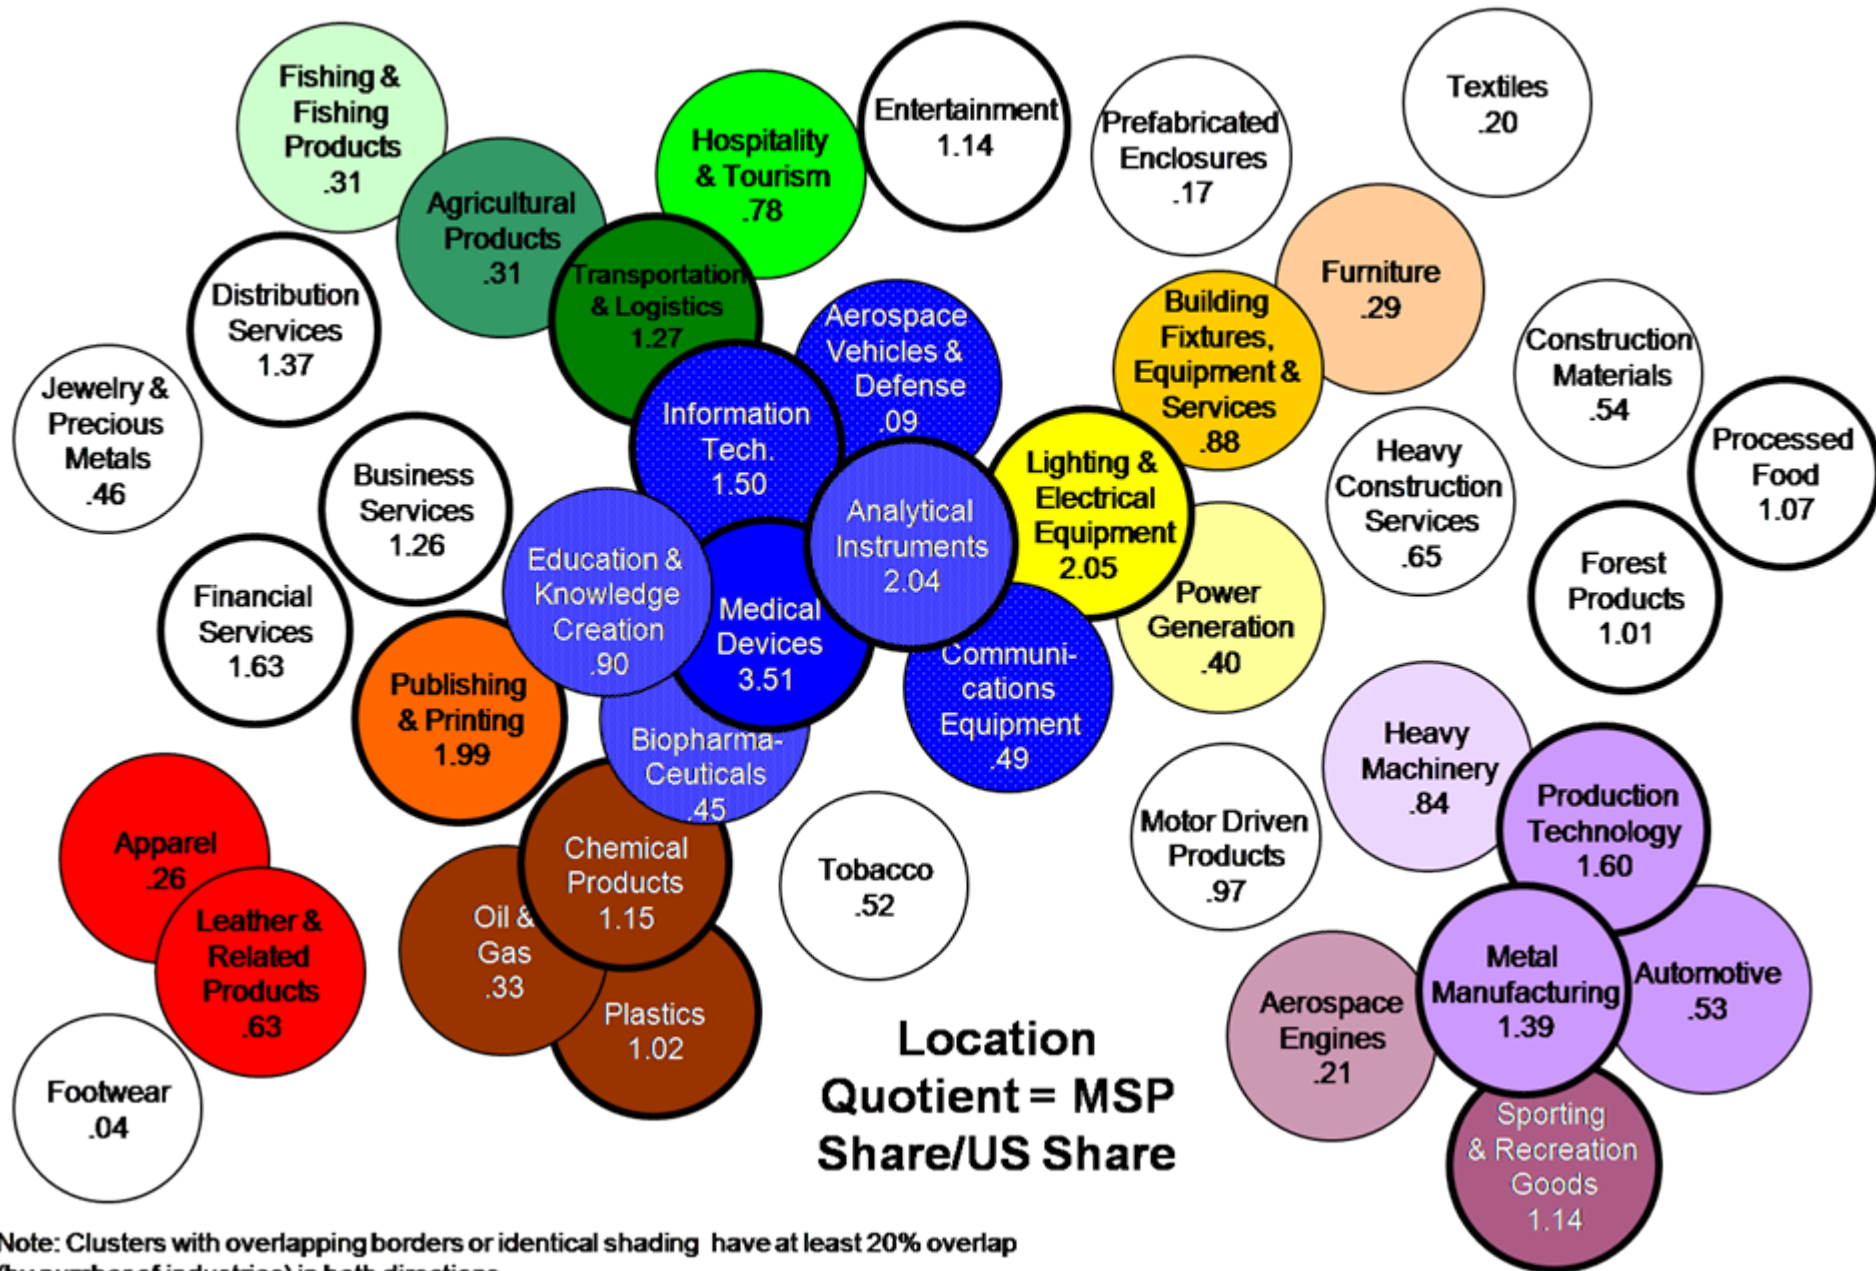 Fishing &
Fishing
Products
.31
Agricultural
Products
.31
Hospitality
& Tourism
.78
Entertainment
1.14
Prefabricated
Enclosures
.17
Textiles
.20
Furniture
.29
Distribution
Services
1.37
Transportation
& Logistics
1.27
Aerospace
Vehicles &
Defense
.09
Building
Fixtures,
Equipment &
Services
.88
Construction
Materials
.54
Jewelry &
Precious
Metals
.46
Business
Services
1.26
Information
Tech.
1.50
Analytical
Instruments
2.04
Lighting &
Electrical
Equipment
2.05
Heavy
Construction
Services
.65
Processed
Food
1.07
Financial
Services
1.63
Education &
Knowledge
Creation
.90
Medical
Devices
3.51
Power
Generation
.40
Forest
Products
1.01
Publishing
& Printing
1.99
Biopharma-
Ceuticals
.45
Communi-
cations
Equipment
.49
Heavy
Machinery
.84
Production
Technology
1.60
Motor Driven
Products
.97
Apparel
.26
Leather &
Related
Products
.63
Chemical
Products
1.15
Oil &
Gas
.33
Plastics
1.02
Tobacco
.52
Metal
Manufacturing
1.39
Automotive
.53
Aerospace
Engines
.21
Footwear
.04
Sporting
& Recreation
Goods
1.14
Location
Quotient = MSP
Share/US Share
Note: Clusters with overlapping borders or identical shading have at least 20% overlap
(by number of industries) in both directions